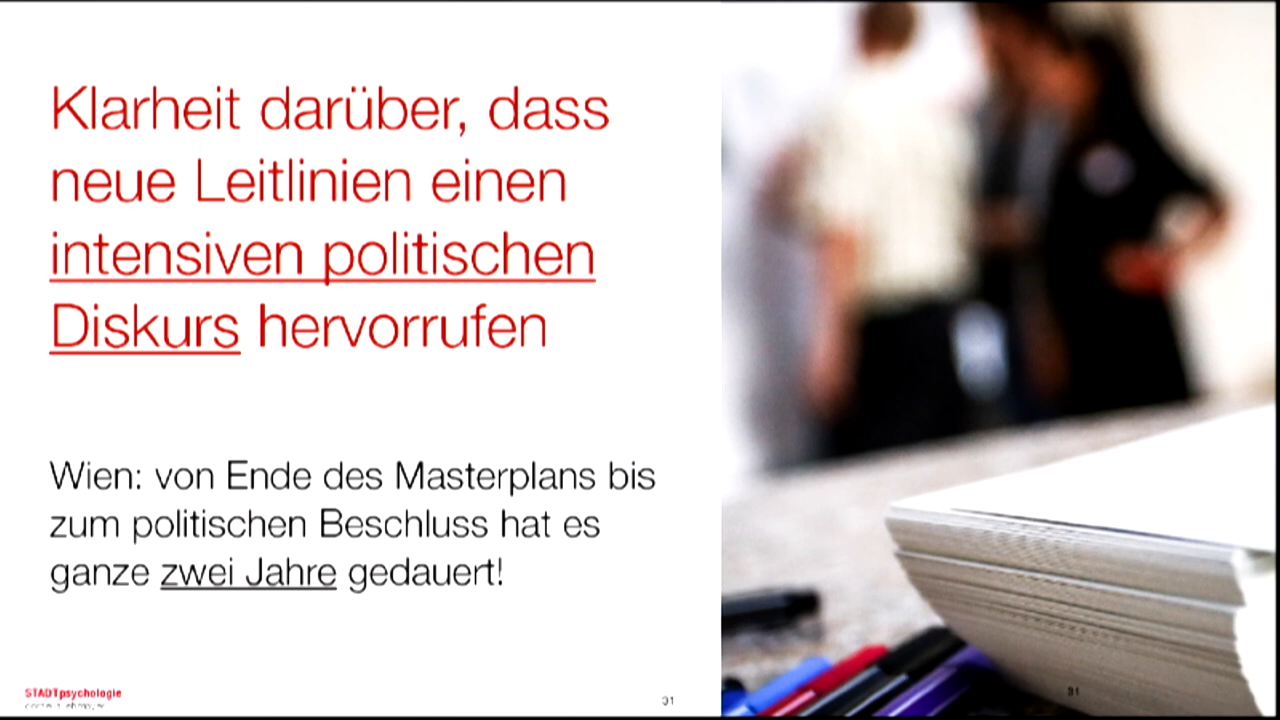 Klarheit darüber, dass
neue Leitlinien einen
intensiven politischen
Diskurs hervorrufen
Wien: von Ende des Masterplans bis
zum politischen Beschluss hat es
ganze zwei Jahre gedauert!
STADTpsychologie
31
31